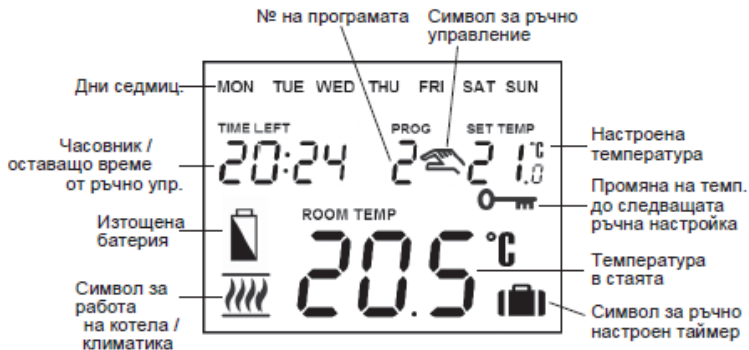 № на програмата
Символ за ръчно
управление
Дни седмиц.
MON TUE WED THU FRI SAT SUN
TIME LEFT
PROG
SET TEMP
Часовник /
оставащо време
от ръчно упр.
20:24
2
21.0 °C
Настроена
температура
Промяна на темп.
до следващата
ръчна настройка
Изтощена
батерия
ROOM TEMP
20.5 °C
Температура
в стаята
Символ за
работа
на котела /
климатика
Символ за ръчно
настроен таймер